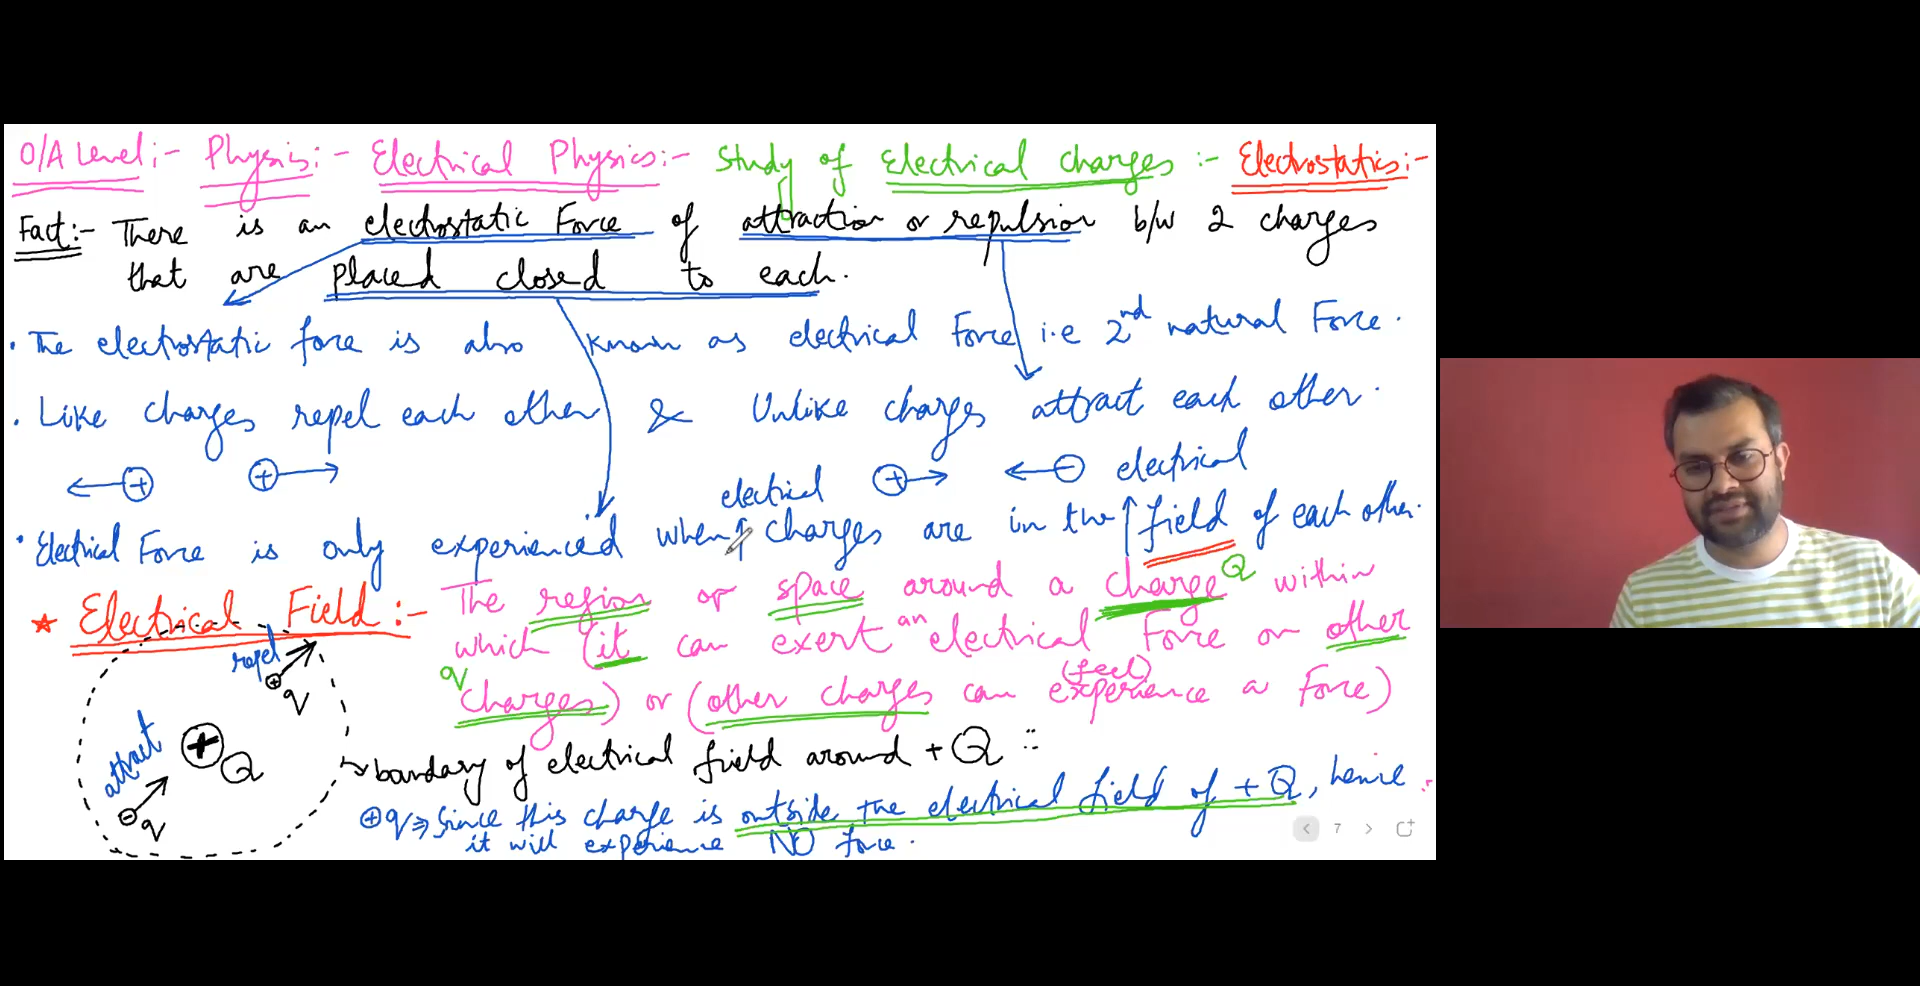 O/A Level:- Physis:- Electrical Physics:- Study of Electrical charges:- Electrostatics:-
Fact:- There is an electrostatic Force of attraction or repulsion b/w 2 charges
that are placed closed to each.
• The electrostatic force is also known as electrical Force i.e 2nd natural Force.
• Like charges repel each other & Unlike charges attract each other.
+ + + - electrical
electrical
• Electrical Force is only experienced when charges are in the field of each other.
★ Electrical Field:- The region or space around a charge Q within
which (it can exert an electrical Force on other
q charges) or (other charges can experience a Force)
(feel)
repel
+ q
attract
+ Q
- q
boundary of electrical field around + Q ::
+ q ⇒ Since this charge is outside the electrical field of + Q, hence :-
it will experience NO force.
< 7 >